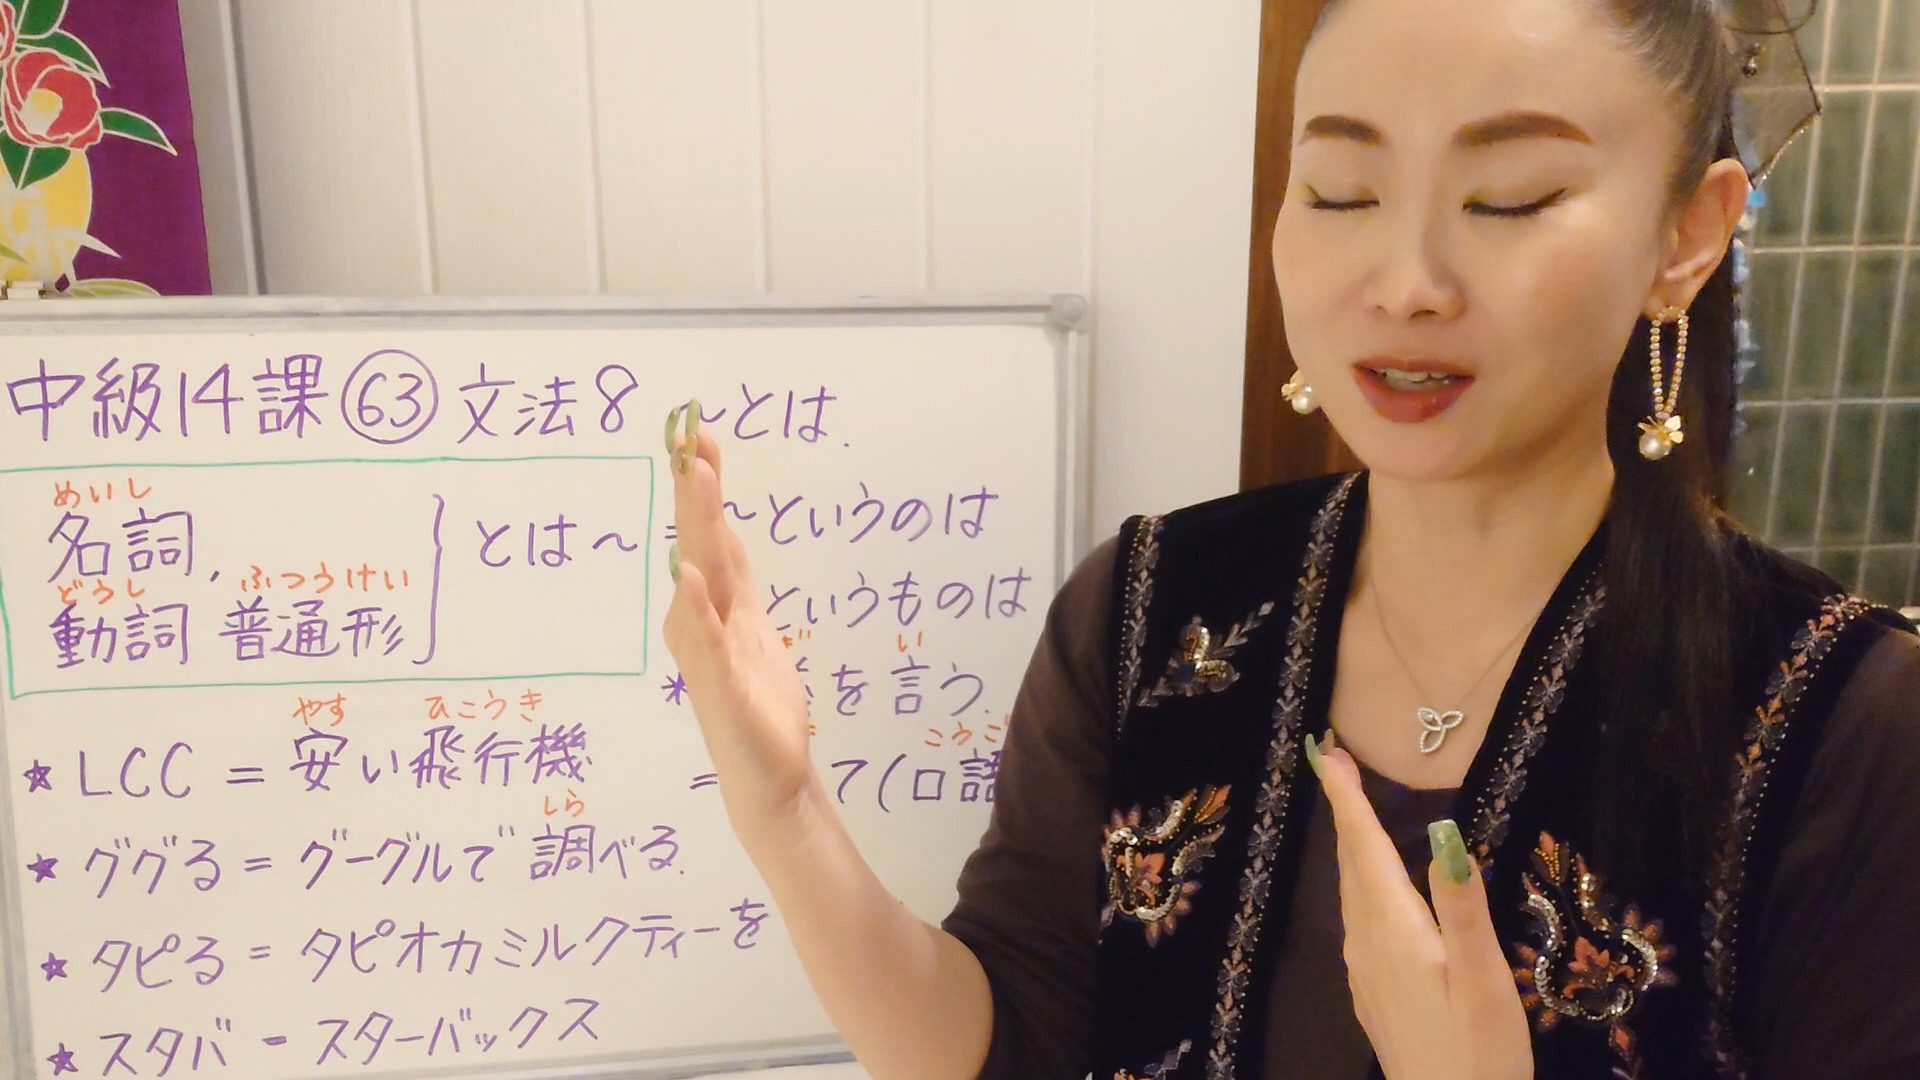 中級14課 63 文法8 〜とは.
めいし
名詞,
どうし ふつうけい
動詞 普通形 } とは〜
= 〜というのは
というものは
い
* を言う.
こうご
= て(口語
やす ひこうき
★ LCC = 安い飛行機
しら
★ ググる = グーグルで調べる.
★ タピる = タピオカミルクティーを
★ スタバ - スターバックス